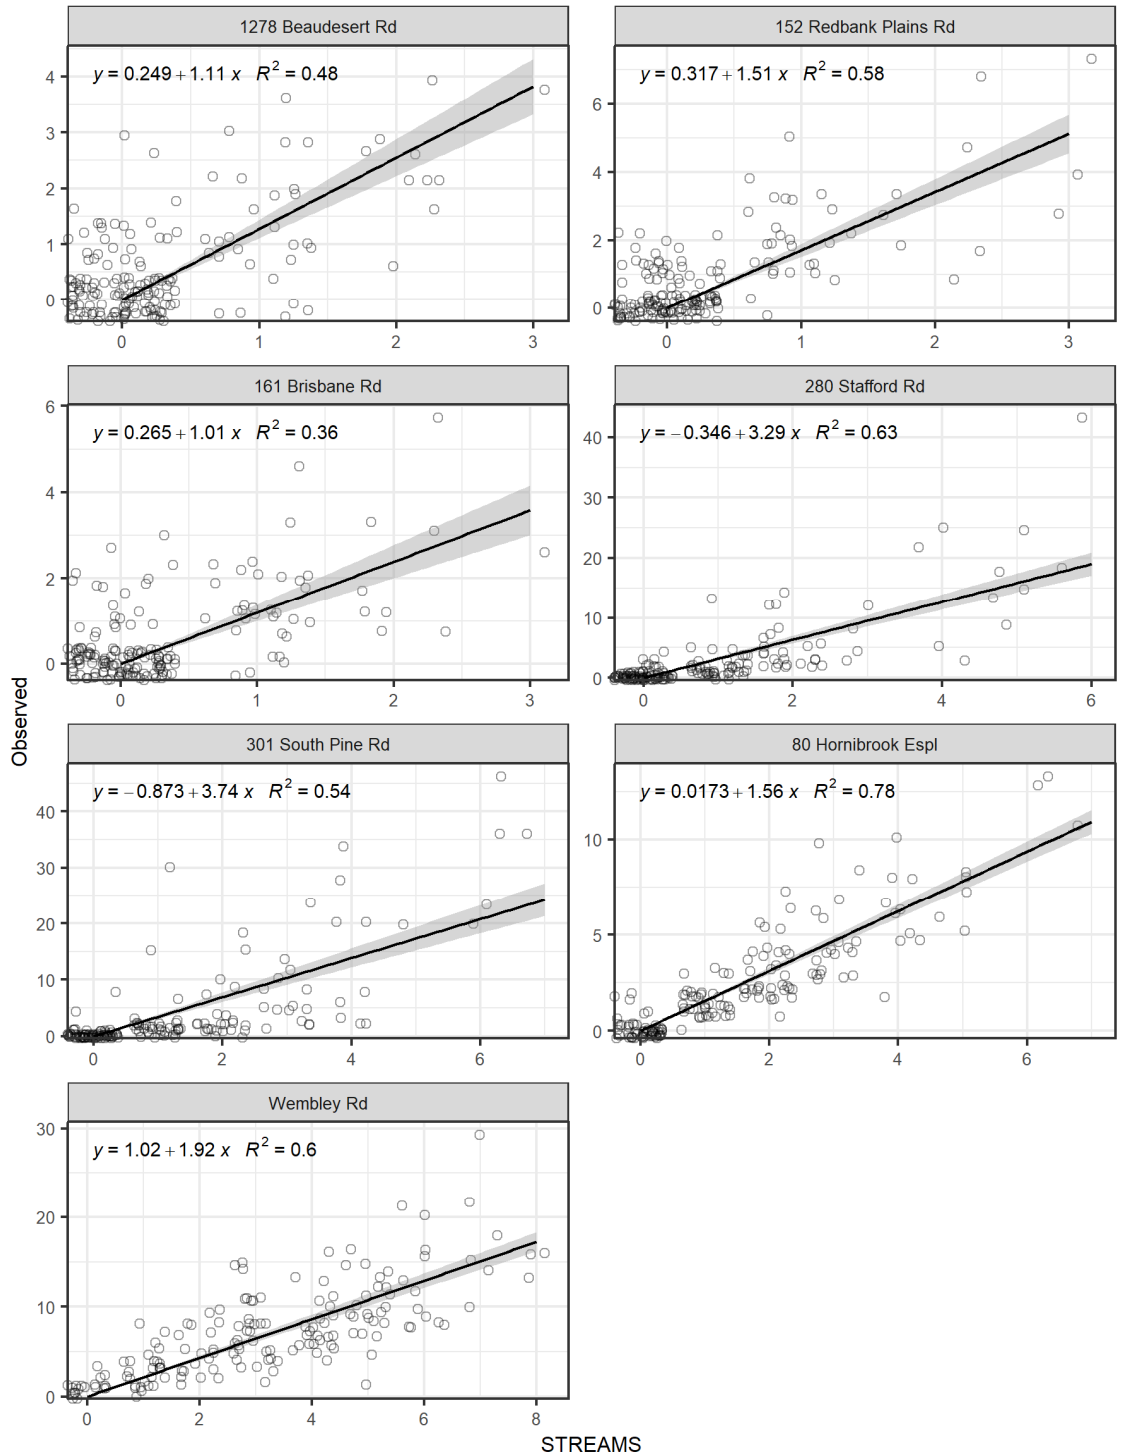 1278 Beaudesert Rd
y = 0.249 + 1.11 x R² = 0.48
4
3
2
1
0
0 1 2 3
152 Redbank Plains Rd
y = 0.317 + 1.51 x R² = 0.58
6
4
2
0
0 1 2 3
161 Brisbane Rd
y = 0.265 + 1.01 x R² = 0.36
6
4
2
0
0 1 2 3
280 Stafford Rd
y = −0.346 + 3.29 x R² = 0.63
40
30
20
10
0
0 2 4 6
Observed
301 South Pine Rd
y = −0.873 + 3.74 x R² = 0.54
40
30
20
10
0
0 2 4 6
80 Hornibrook Espl
y = 0.0173 + 1.56 x R² = 0.78
10
5
0
0 2 4 6
Wembley Rd
y = 1.02 + 1.92 x R² = 0.6
30
20
10
0
0 2 4 6 8
STREAMS